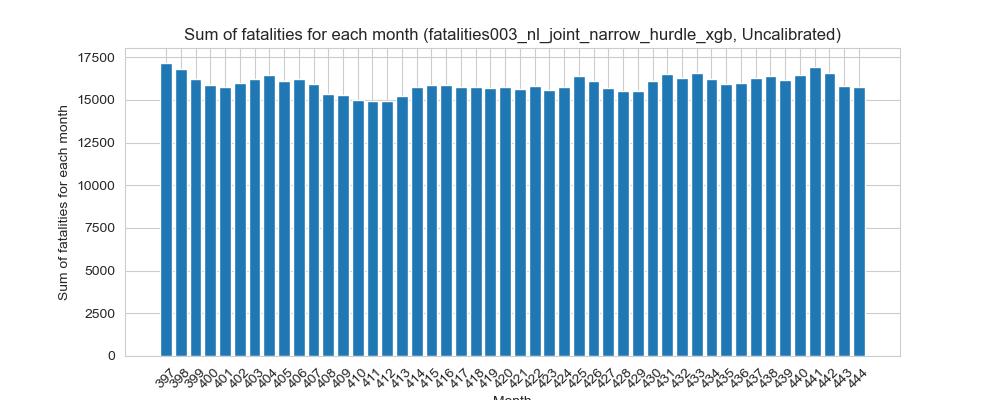 Sum of fatalities for each month (fatalities003_nl_joint_narrow_hurdle_xgb, Uncalibrated)
Sum of fatalities for each month
17500
15000
12500
10000
7500
5000
2500
0
397 398 399 400 401 402 403 404 405 406 407 408 409 410 411 412 413 414 415 416 417 418 419 420 421 422 423 424 425 426 427 428 429 430 431 432 433 434 435 436 437 438 439 440 441 442 443 444
Month